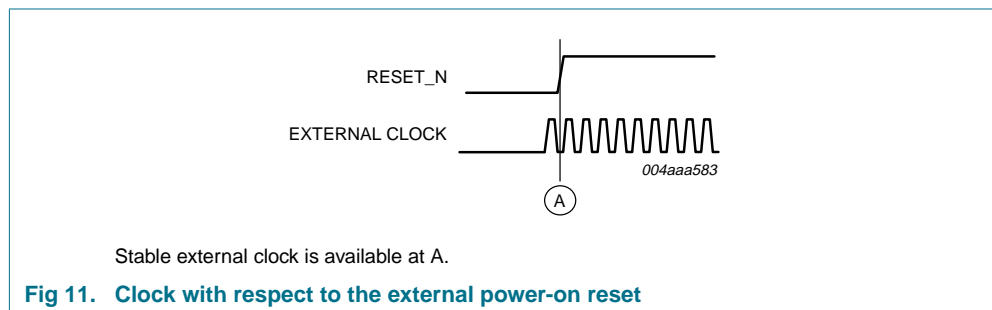 RESET_N
EXTERNAL CLOCK
004aaa583
A
Stable external clock is available at A.
Fig 11. Clock with respect to the external power-on reset